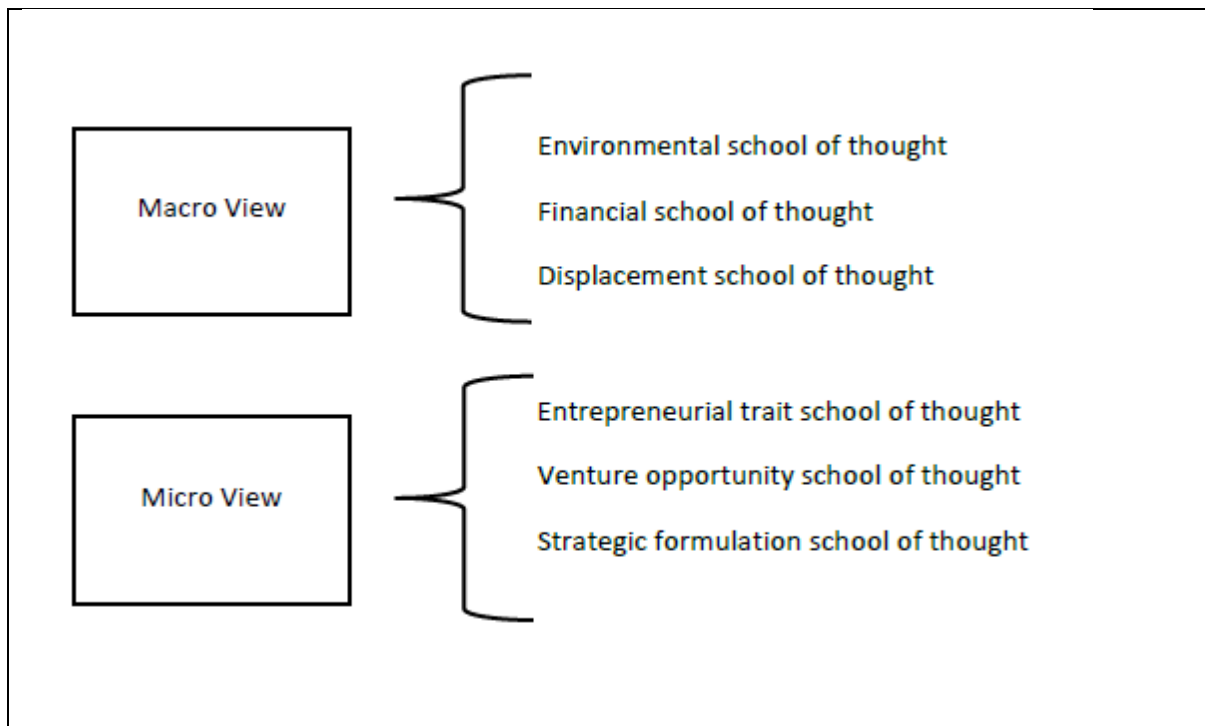 Macro View
Environmental school of thought
Financial school of thought
Displacement school of thought
Micro View
Entrepreneurial trait school of thought
Venture opportunity school of thought
Strategic formulation school of thought